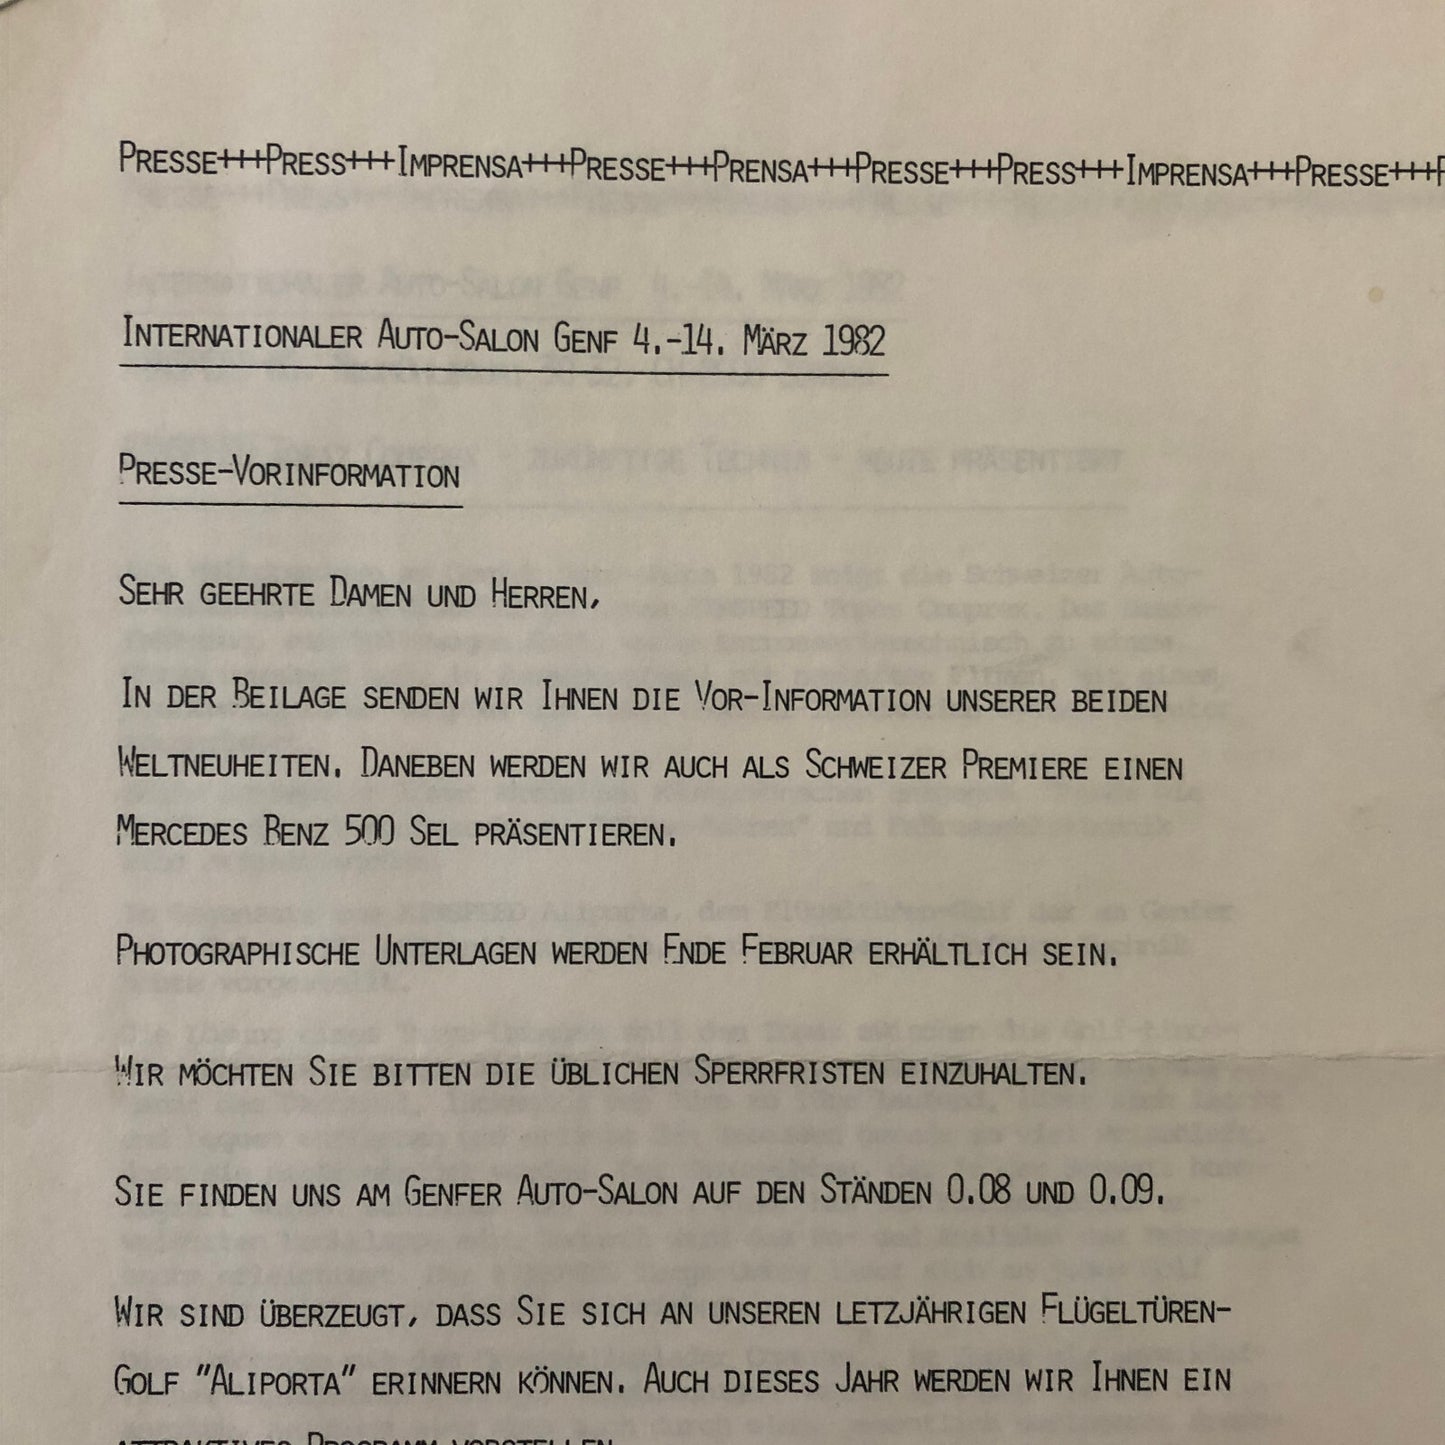 Presse+++Press+++Imprensa+++Presse+++Prensa+++Presse+++Press+++Imprensa+++Presse+++P
Internationaler Auto-Salon Genf 4.-14. März 1982
Presse-Vorinformation
Sehr geehrte Damen und Herren,
In der Beilage senden wir Ihnen die Vor-Information unserer beiden
Weltneuheiten. Daneben werden wir auch als Schweizer Premiere einen
Mercedes Benz 500 Sel präsentieren.
Photographische Unterlagen werden Ende Februar erhältlich sein.
Wir möchten Sie bitten die üblichen Sperrfristen einzuhalten.
Sie finden uns am Genfer Auto-Salon auf den Ständen 0.08 und 0.09.
Wir sind überzeugt, dass Sie sich an unseren letzjährigen Flügeltüren-
Golf "Aliporta" erinnern können. Auch dieses Jahr werden wir Ihnen ein
attraktives Programm vorstellen